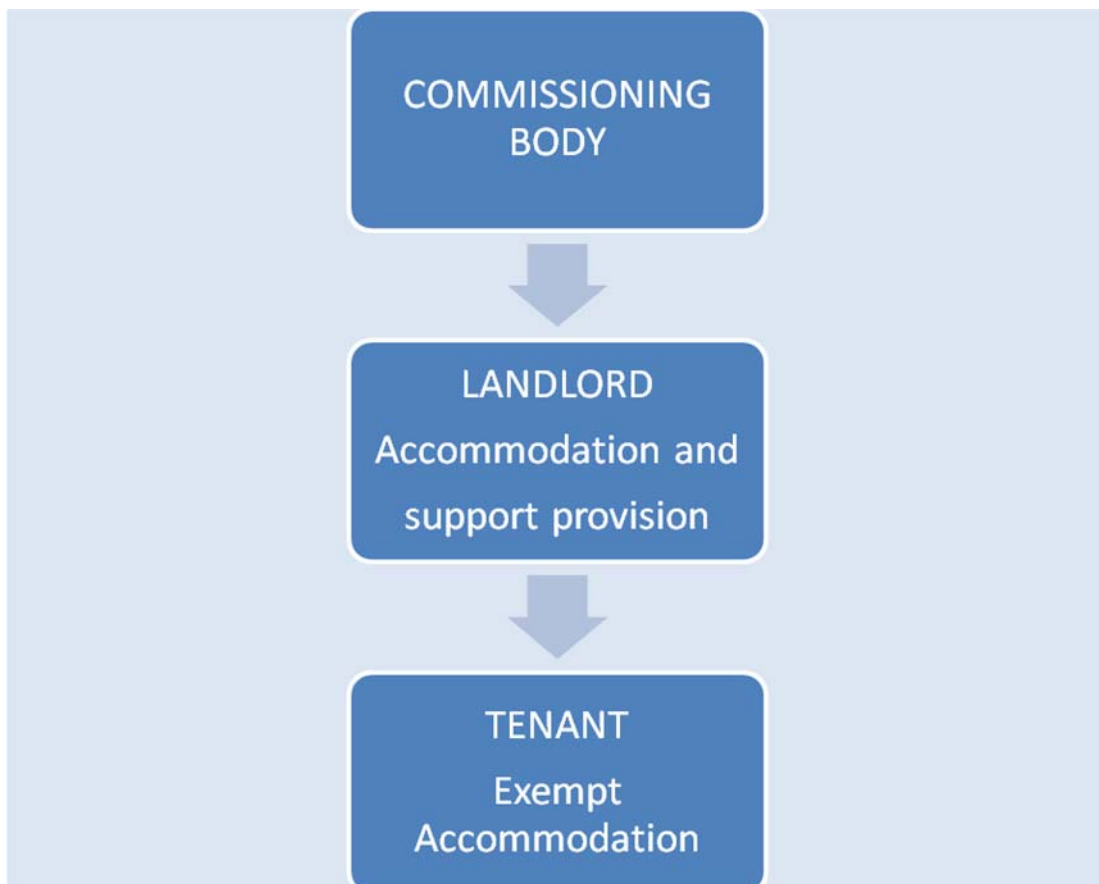 COMMISSIONING
BODY
LANDLORD
Accommodation and
support provision
TENANT
Exempt
Accommodation